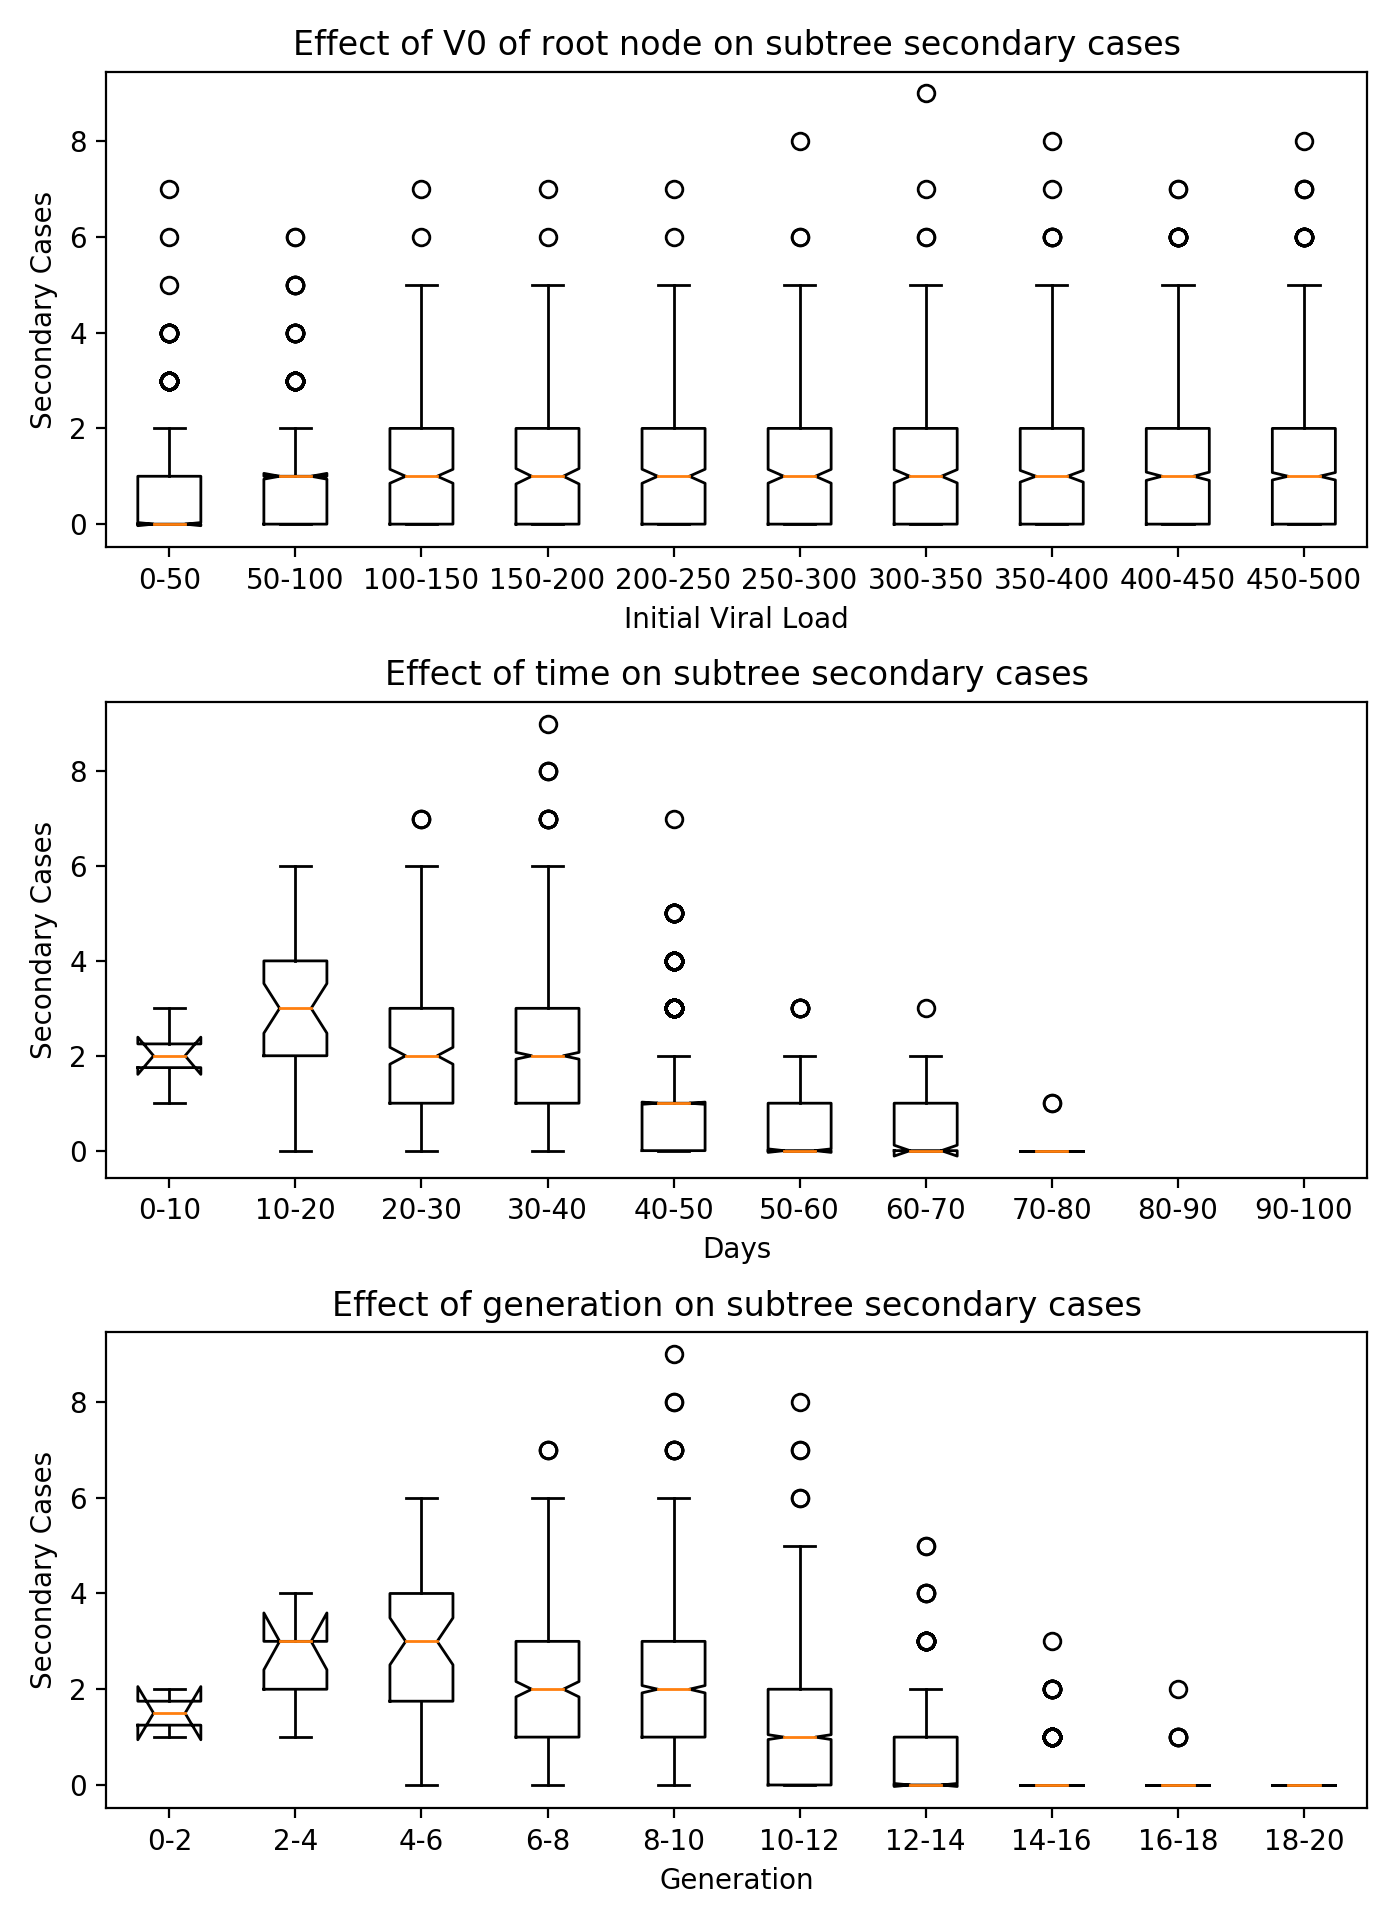 Effect of V0 of root node on subtree secondary cases
Secondary Cases
8
6
4
2
0
0-50 50-100 100-150 150-200 200-250 250-300 300-350 350-400 400-450 450-500
Initial Viral Load
Effect of time on subtree secondary cases
Secondary Cases
8
6
4
2
0
0-10 10-20 20-30 30-40 40-50 50-60 60-70 70-80 80-90 90-100
Days
Effect of generation on subtree secondary cases
Secondary Cases
8
6
4
2
0
0-2 2-4 4-6 6-8 8-10 10-12 12-14 14-16 16-18 18-20
Generation